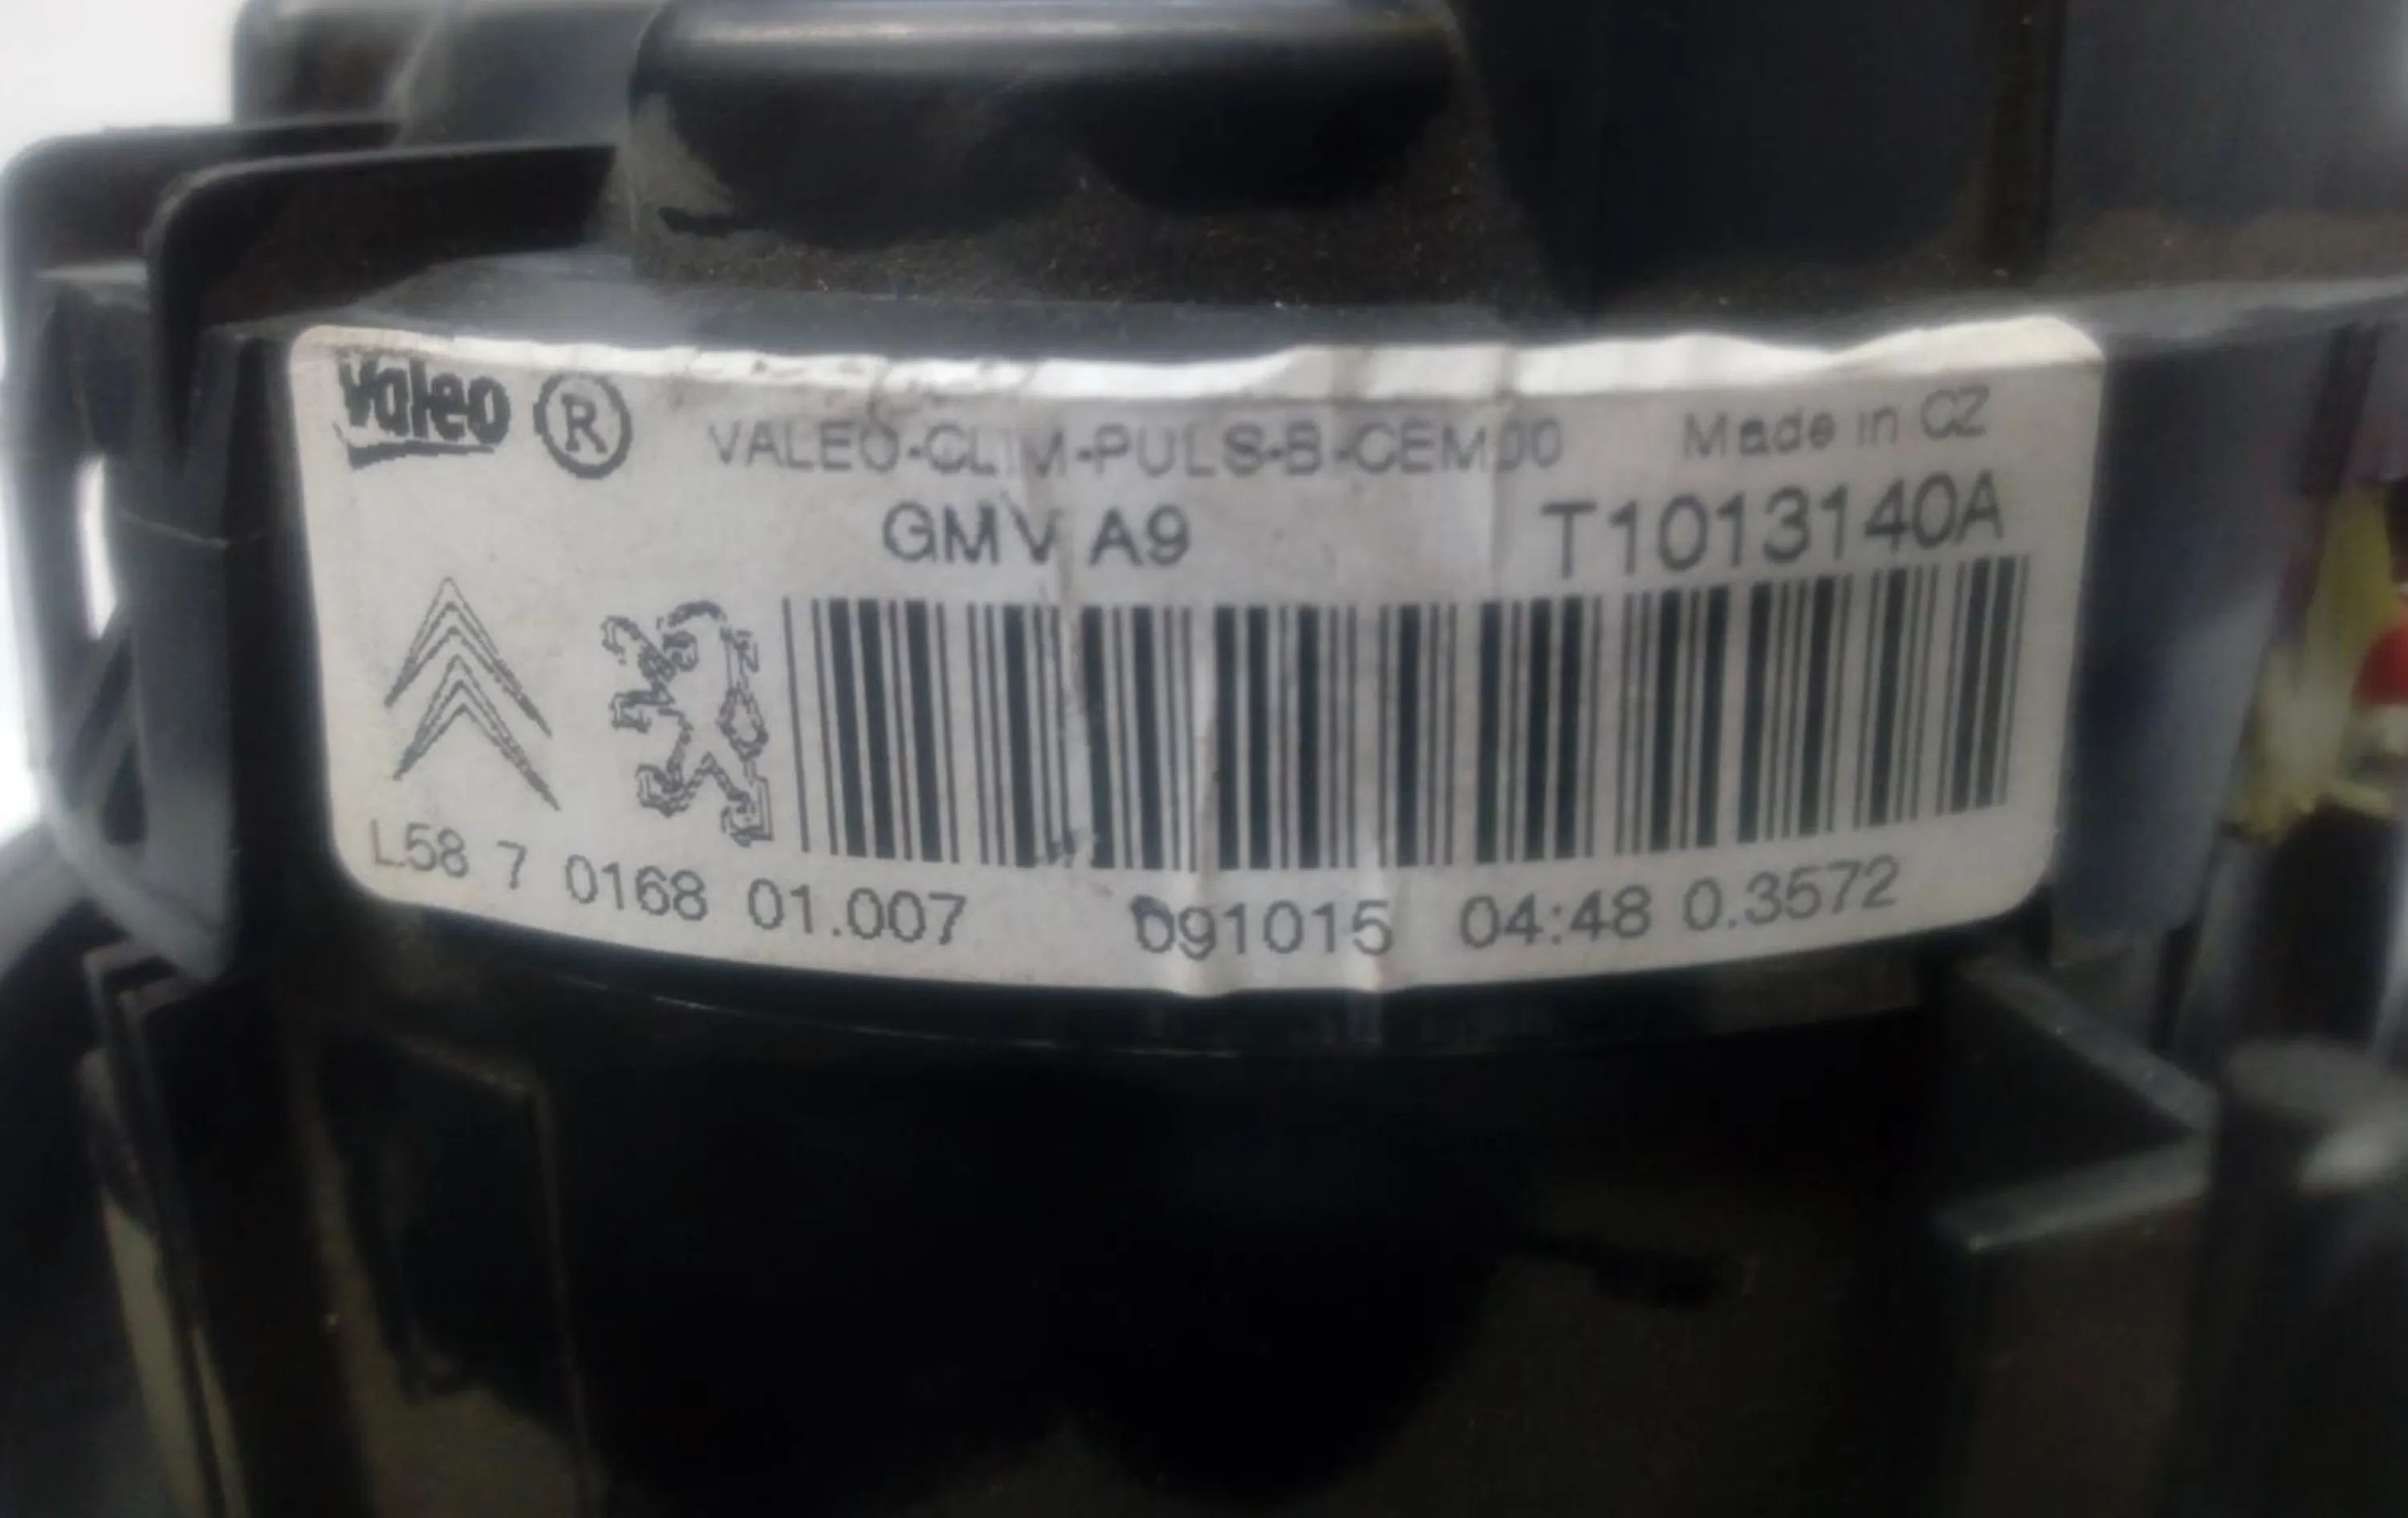 Valeo ® VALEO-CLIM-PULS-B-CEM00 Made in CZ
GMV A9 T1013140A
L58 7 0168 01.007 091015 04:48 0.3572